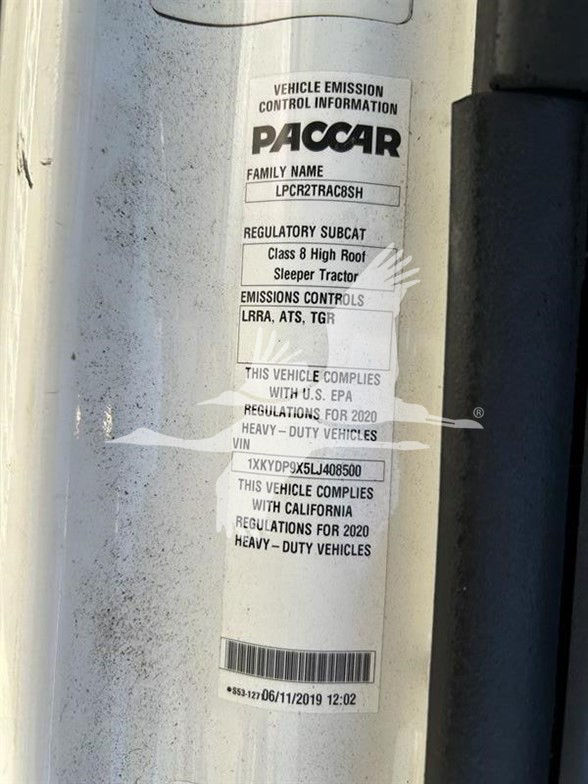 VEHICLE EMISSION
CONTROL INFORMATION
PACCAR
FAMILY NAME
LPCR2TRAC8SH
REGULATORY SUBCAT
Class 8 High Roof
Sleeper Tractor
EMISSIONS CONTROLS
LRRA, ATS, TGR
THIS VEHICLE COMPLIES
WITH U.S. EPA
REGULATIONS FOR 2020
HEAVY-DUTY VEHICLES
VIN
1XKYDP9X5LJ408500
THIS VEHICLE COMPLIES
WITH CALIFORNIA
REGULATIONS FOR 2020
HEAVY-DUTY VEHICLES
06/11/2019 12:02
®